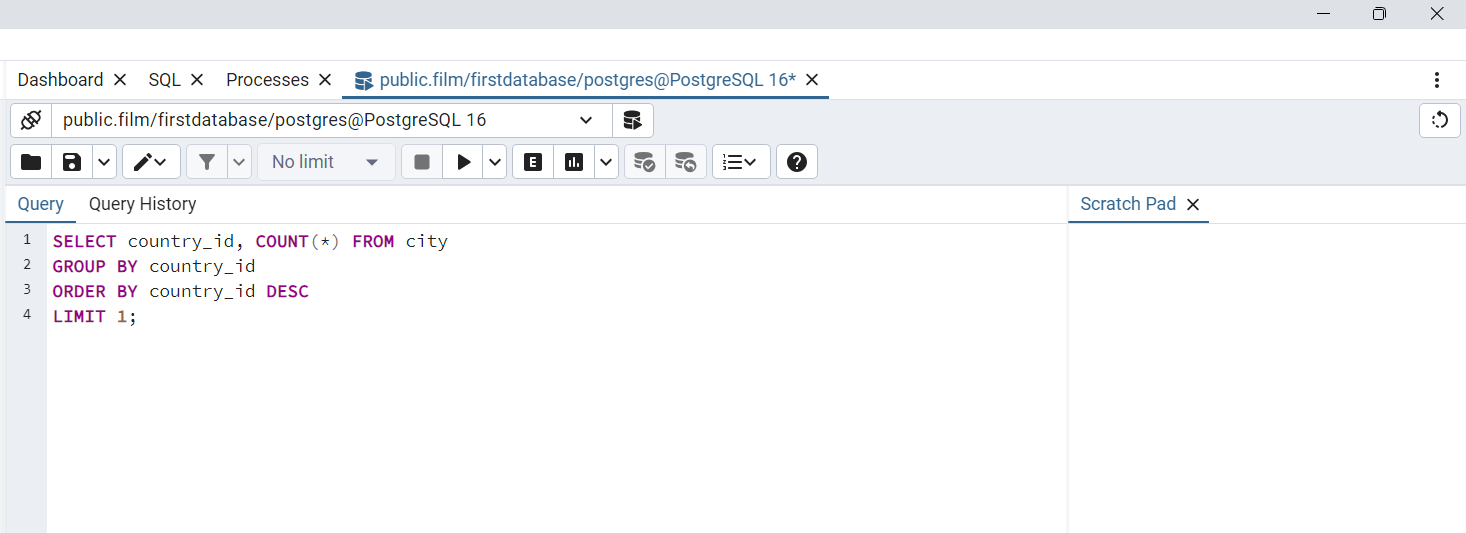 Dashboard SQL Processes public.film/firstdatabase/postgres@PostgreSQL 16*
public.film/firstdatabase/postgres@PostgreSQL 16
No limit E
Query Query History Scratch Pad
1 SELECT country_id, COUNT(*) FROM city
2 GROUP BY country_id
3 ORDER BY country_id DESC
4 LIMIT 1;